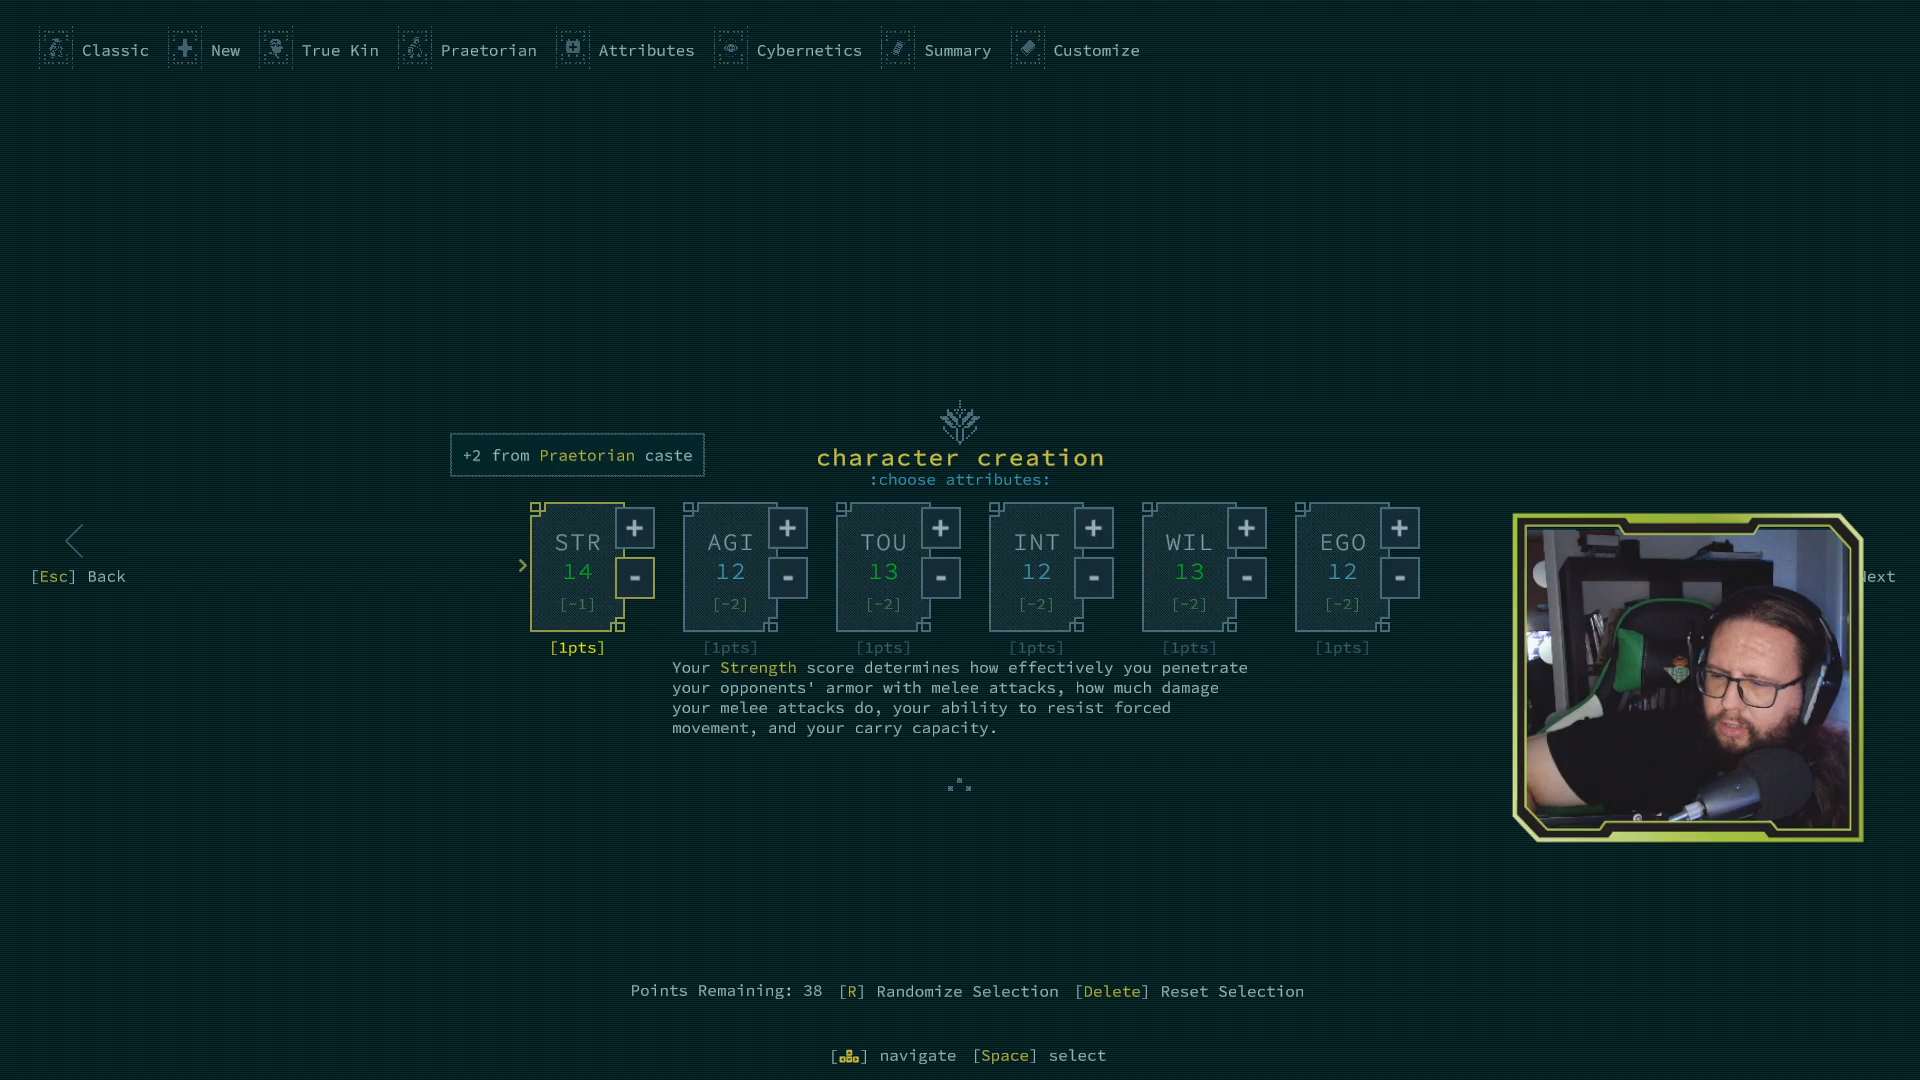 Classic New True Kin Praetorian Attributes Cybernetics Summary Customize
+2 from Praetorian caste
character creation
:choose attributes:
STR AGI TOU INT WIL EGO
14 12 13 12 13 12
[-1] [-2] [-2] [-2] [-2] [-2]
[1pts] [1pts] [1pts] [1pts] [1pts] [1pts]
[Esc] Back
Your Strength score determines how effectively you penetrate
your opponents' armor with melee attacks, how much damage
your melee attacks do, your ability to resist forced
movement, and your carry capacity.
Points Remaining: 38 [R] Randomize Selection [Delete] Reset Selection
navigate [Space] select